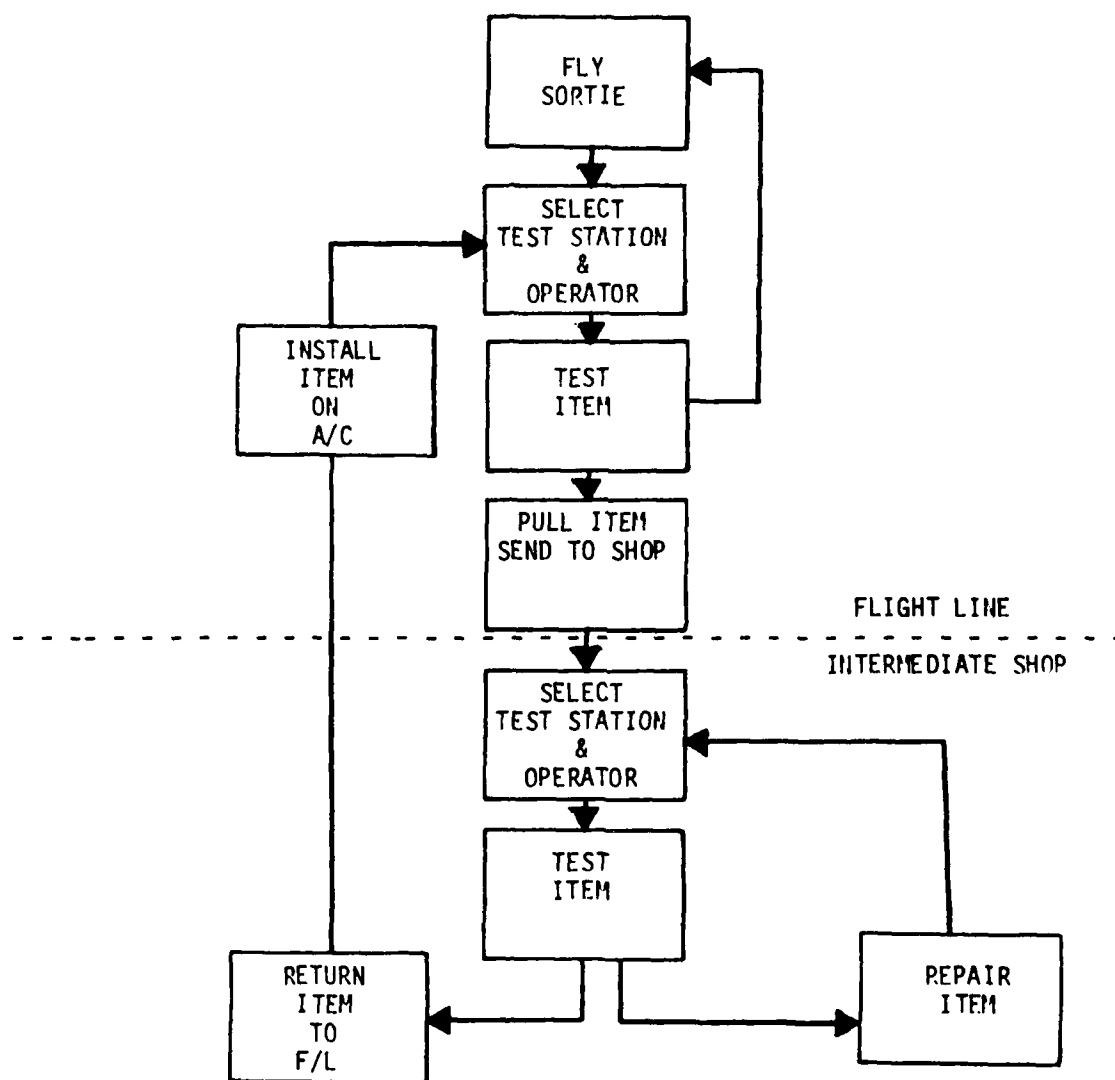 FLY
SORTIE
SELECT
TEST STATION
&
OPERATOR
INSTALL
ITEM
ON
A/C
TEST
ITEM
PULL ITEM
SEND TO SHOP
FLIGHT LINE
INTERMEDIATE SHOP
SELECT
TEST STATION
&
OPERATOR
TEST
ITEM
RETURN
ITEM
TO
F/L
REPAIR
ITEM